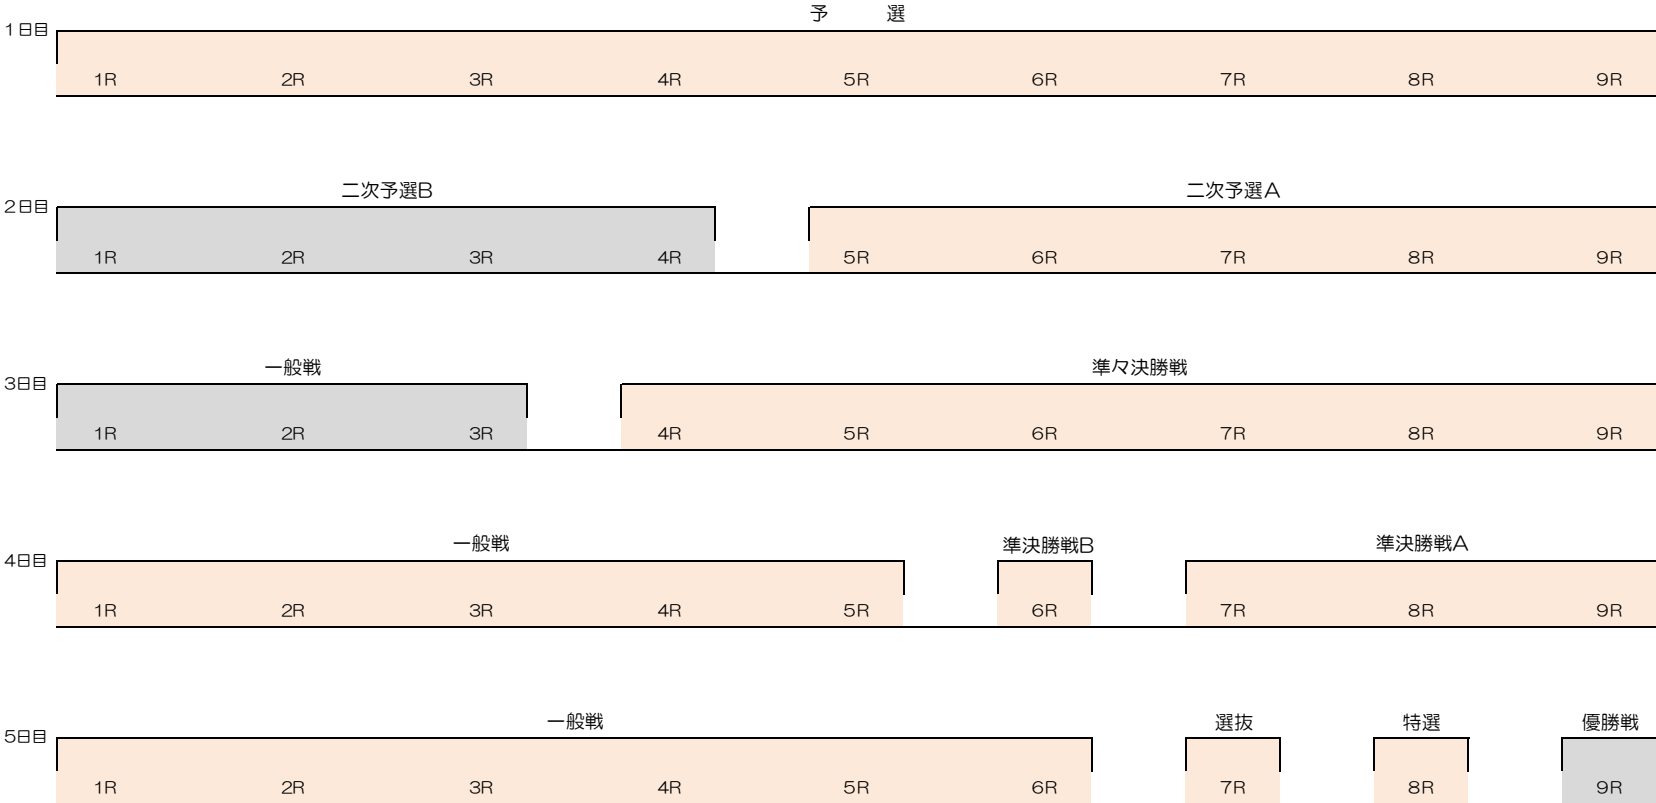 予　選
1日目
1R 2R 3R 4R 5R 6R 7R 8R 9R
二次予選B 二次予選A
2日目
1R 2R 3R 4R 5R 6R 7R 8R 9R
一般戦 準々決勝戦
3日目
1R 2R 3R 4R 5R 6R 7R 8R 9R
一般戦 準決勝戦B 準決勝戦A
4日目
1R 2R 3R 4R 5R 6R 7R 8R 9R
一般戦 選抜 特選 優勝戦
5日目
1R 2R 3R 4R 5R 6R 7R 8R 9R